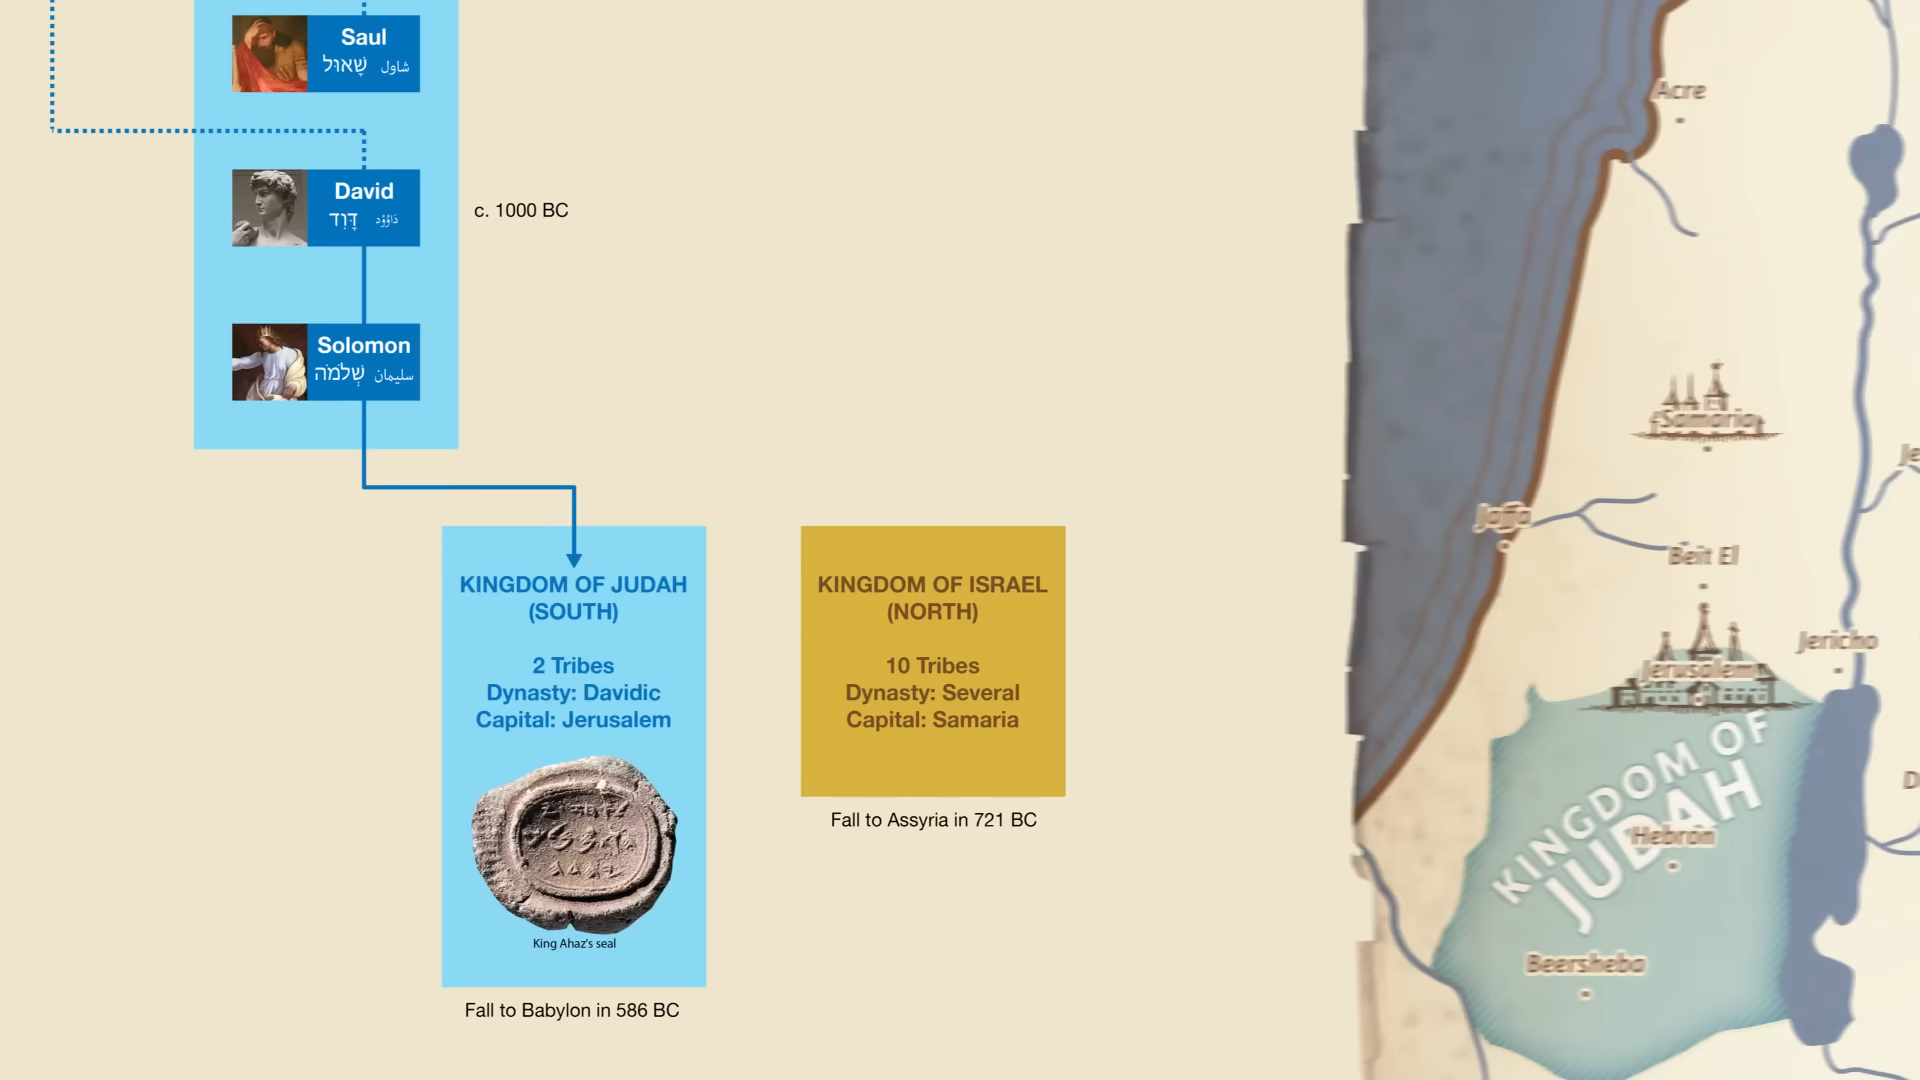 Saul
שָׁאוּל شاول
David
דָּוִד دَاوُوْد
c. 1000 BC
Solomon
שְׁלֹמֹה سليمان
KINGDOM OF JUDAH
(SOUTH)
2 Tribes
Dynasty: Davidic
Capital: Jerusalem
King Ahaz's seal
Fall to Babylon in 586 BC
KINGDOM OF ISRAEL
(NORTH)
10 Tribes
Dynasty: Several
Capital: Samaria
Fall to Assyria in 721 BC
Acre
Samaria
Jaffa
Beit El
Jericho
Jerusalem
KINGDOM OF
JUDAH
Hebron
Beersheba